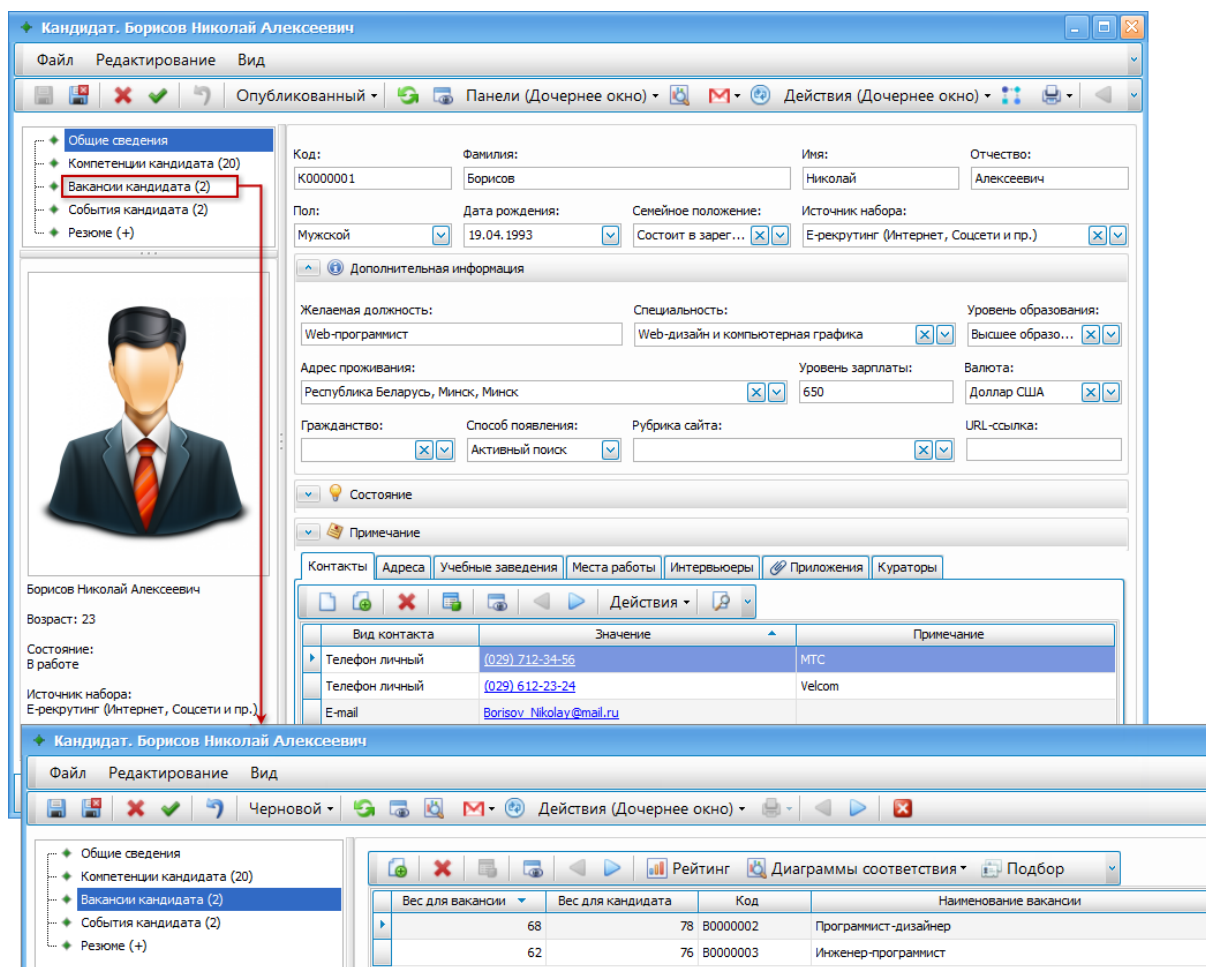 Кандидат. Борисов Николай Алексеевич
Файл Редактирование Вид
Опубликованный Панели (Дочернее окно) Действия (Дочернее окно)
Общие сведения
Компетенции кандидата (20)
Вакансии кандидата (2)
События кандидата (2)
Резюме (+)
Борисов Николай Алексеевич
Возраст: 23
Состояние:
В работе
Источник набора:
Е-рекрутинг (Интернет, Соцсети и пр.)
Код: Фамилия: Имя: Отчество:
К0000001 Борисов Николай Алексеевич
Пол: Дата рождения: Семейное положение: Источник набора:
Мужской 19.04.1993 Состоит в зарег... Е-рекрутинг (Интернет, Соцсети и пр.)
Дополнительная информация
Желаемая должность: Специальность: Уровень образования:
Web-программист Web-дизайн и компьютерная графика Высшее образо...
Адрес проживания: Уровень зарплаты: Валюта:
Республика Беларусь, Минск, Минск 650 Доллар США
Гражданство: Способ появления: Рубрика сайта: URL-ссылка:
Активный поиск
Состояние
Примечание
Контакты Адреса Учебные заведения Места работы Интервьюеры Приложения Кураторы
Действия
Вид контакта Значение Примечание
Телефон личный (029) 712-34-56 МТС
Телефон личный (029) 612-23-24 Velcom
E-mail Borisov_Nikolay@mail.ru
Кандидат. Борисов Николай Алексеевич
Файл Редактирование Вид
Черновой Действия (Дочернее окно)
Общие сведения
Компетенции кандидата (20)
Вакансии кандидата (2)
События кандидата (2)
Резюме (+)
Рейтинг Диаграммы соответствия Подбор
Вес для вакансии Вес для кандидата Код Наименование вакансии
68 78 В0000002 Программист-дизайнер
62 76 В0000003 Инженер-программист